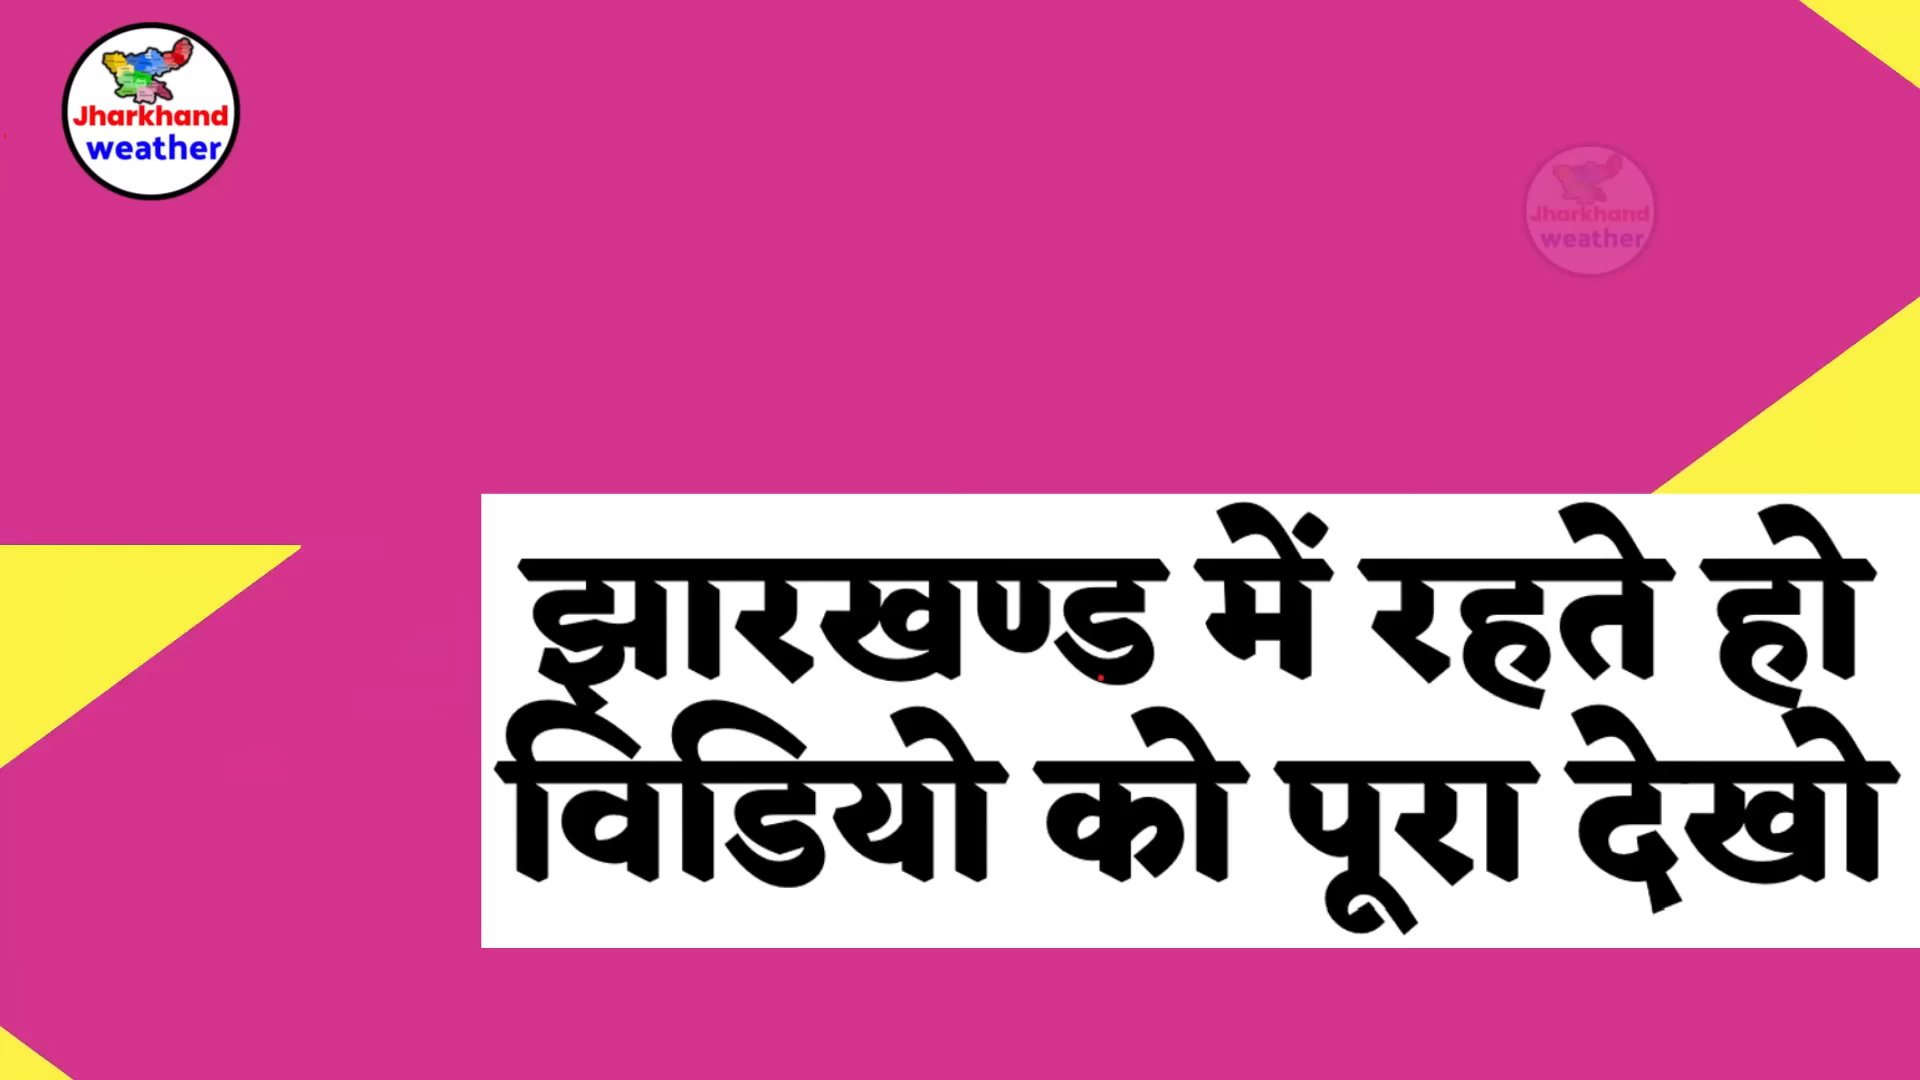 Jharkhand
weather
Jharkhand
weather
झारखण्ड में रहते हो
विडियो को पूरा देखो